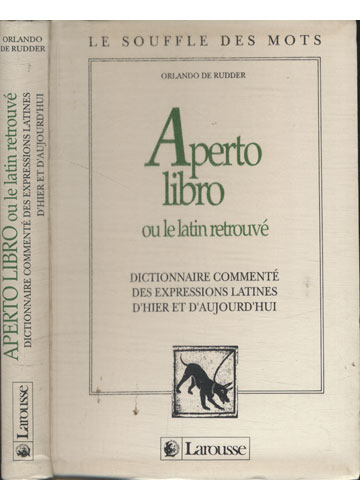 ORLANDO
DE RUDDER
APERTO LIBRO ou le latin retrouvé
DICTIONNAIRE COMMENTÉ DES EXPRESSIONS LATINES
D'HIER ET D'AUJOURD'HUI
Larousse
LE SOUFFLE DES MOTS
ORLANDO DE RUDDER
Aperto
libro
ou le latin retrouvé
DICTIONNAIRE COMMENTÉ
DES EXPRESSIONS LATINES
D'HIER ET D'AUJOURD'HUI
Larousse